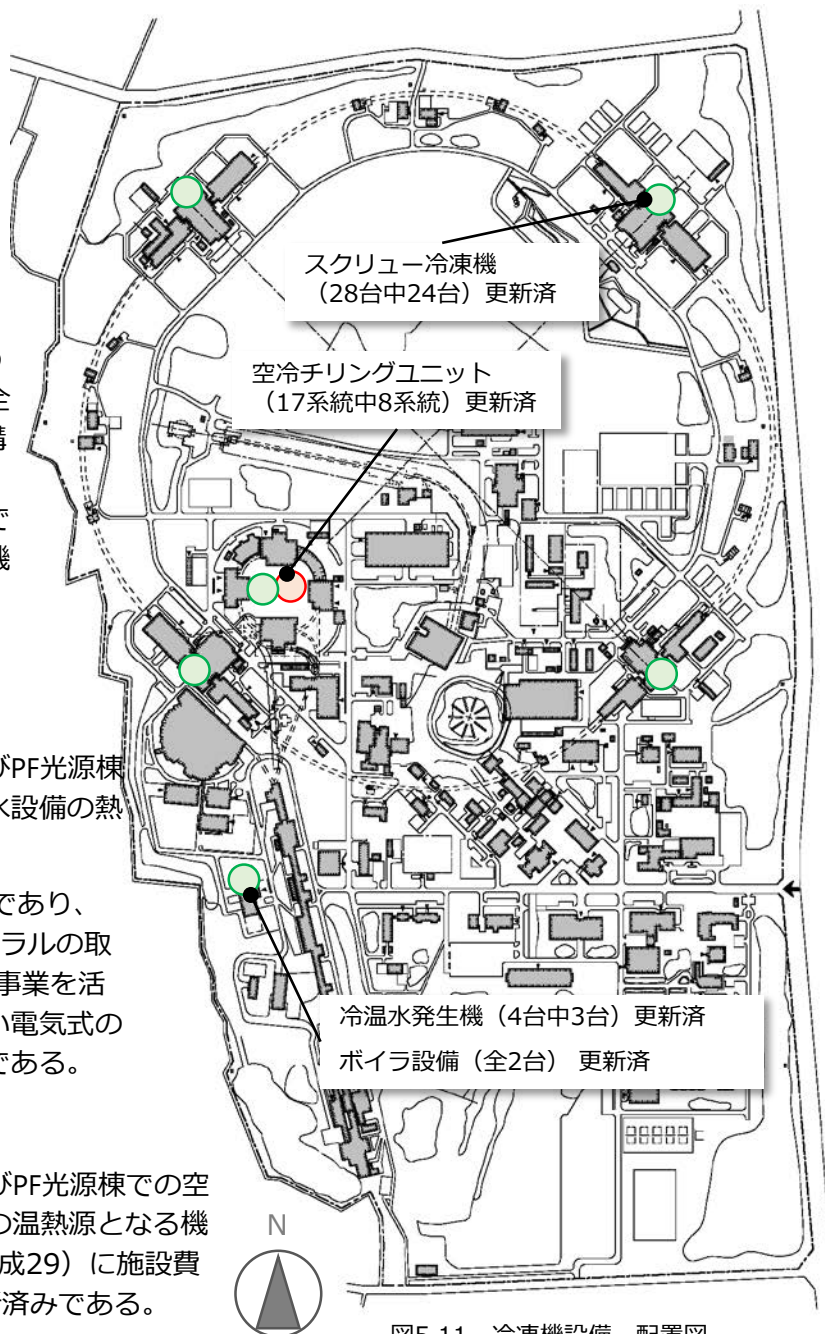 スクリュー冷凍機
（28台中24台）更新済
空冷チリングユニット
（17系統中8系統）更新済
全
構
で
機
びPF光源棟
水設備の熱
であり、
ラルの取
事業を活
い電気式の
である。
冷温水発生機（4台中3台）更新済
ボイラ設備（全2台） 更新済
びPF光源棟での空
の温熱源となる機
成29）に施設費
済みである。
N
図5-11 冷凍機設備 配置図